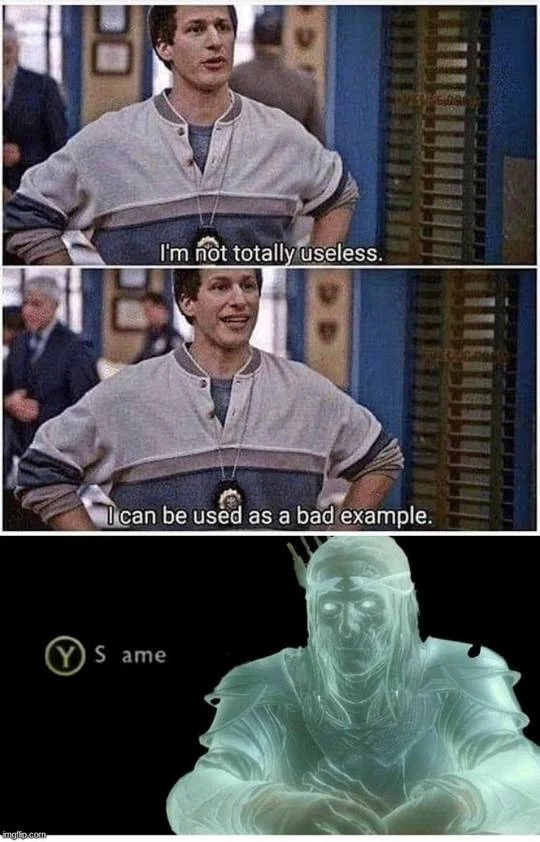 I'm not totally useless.
I can be used as a bad example.
Y S ame
imgflip.com